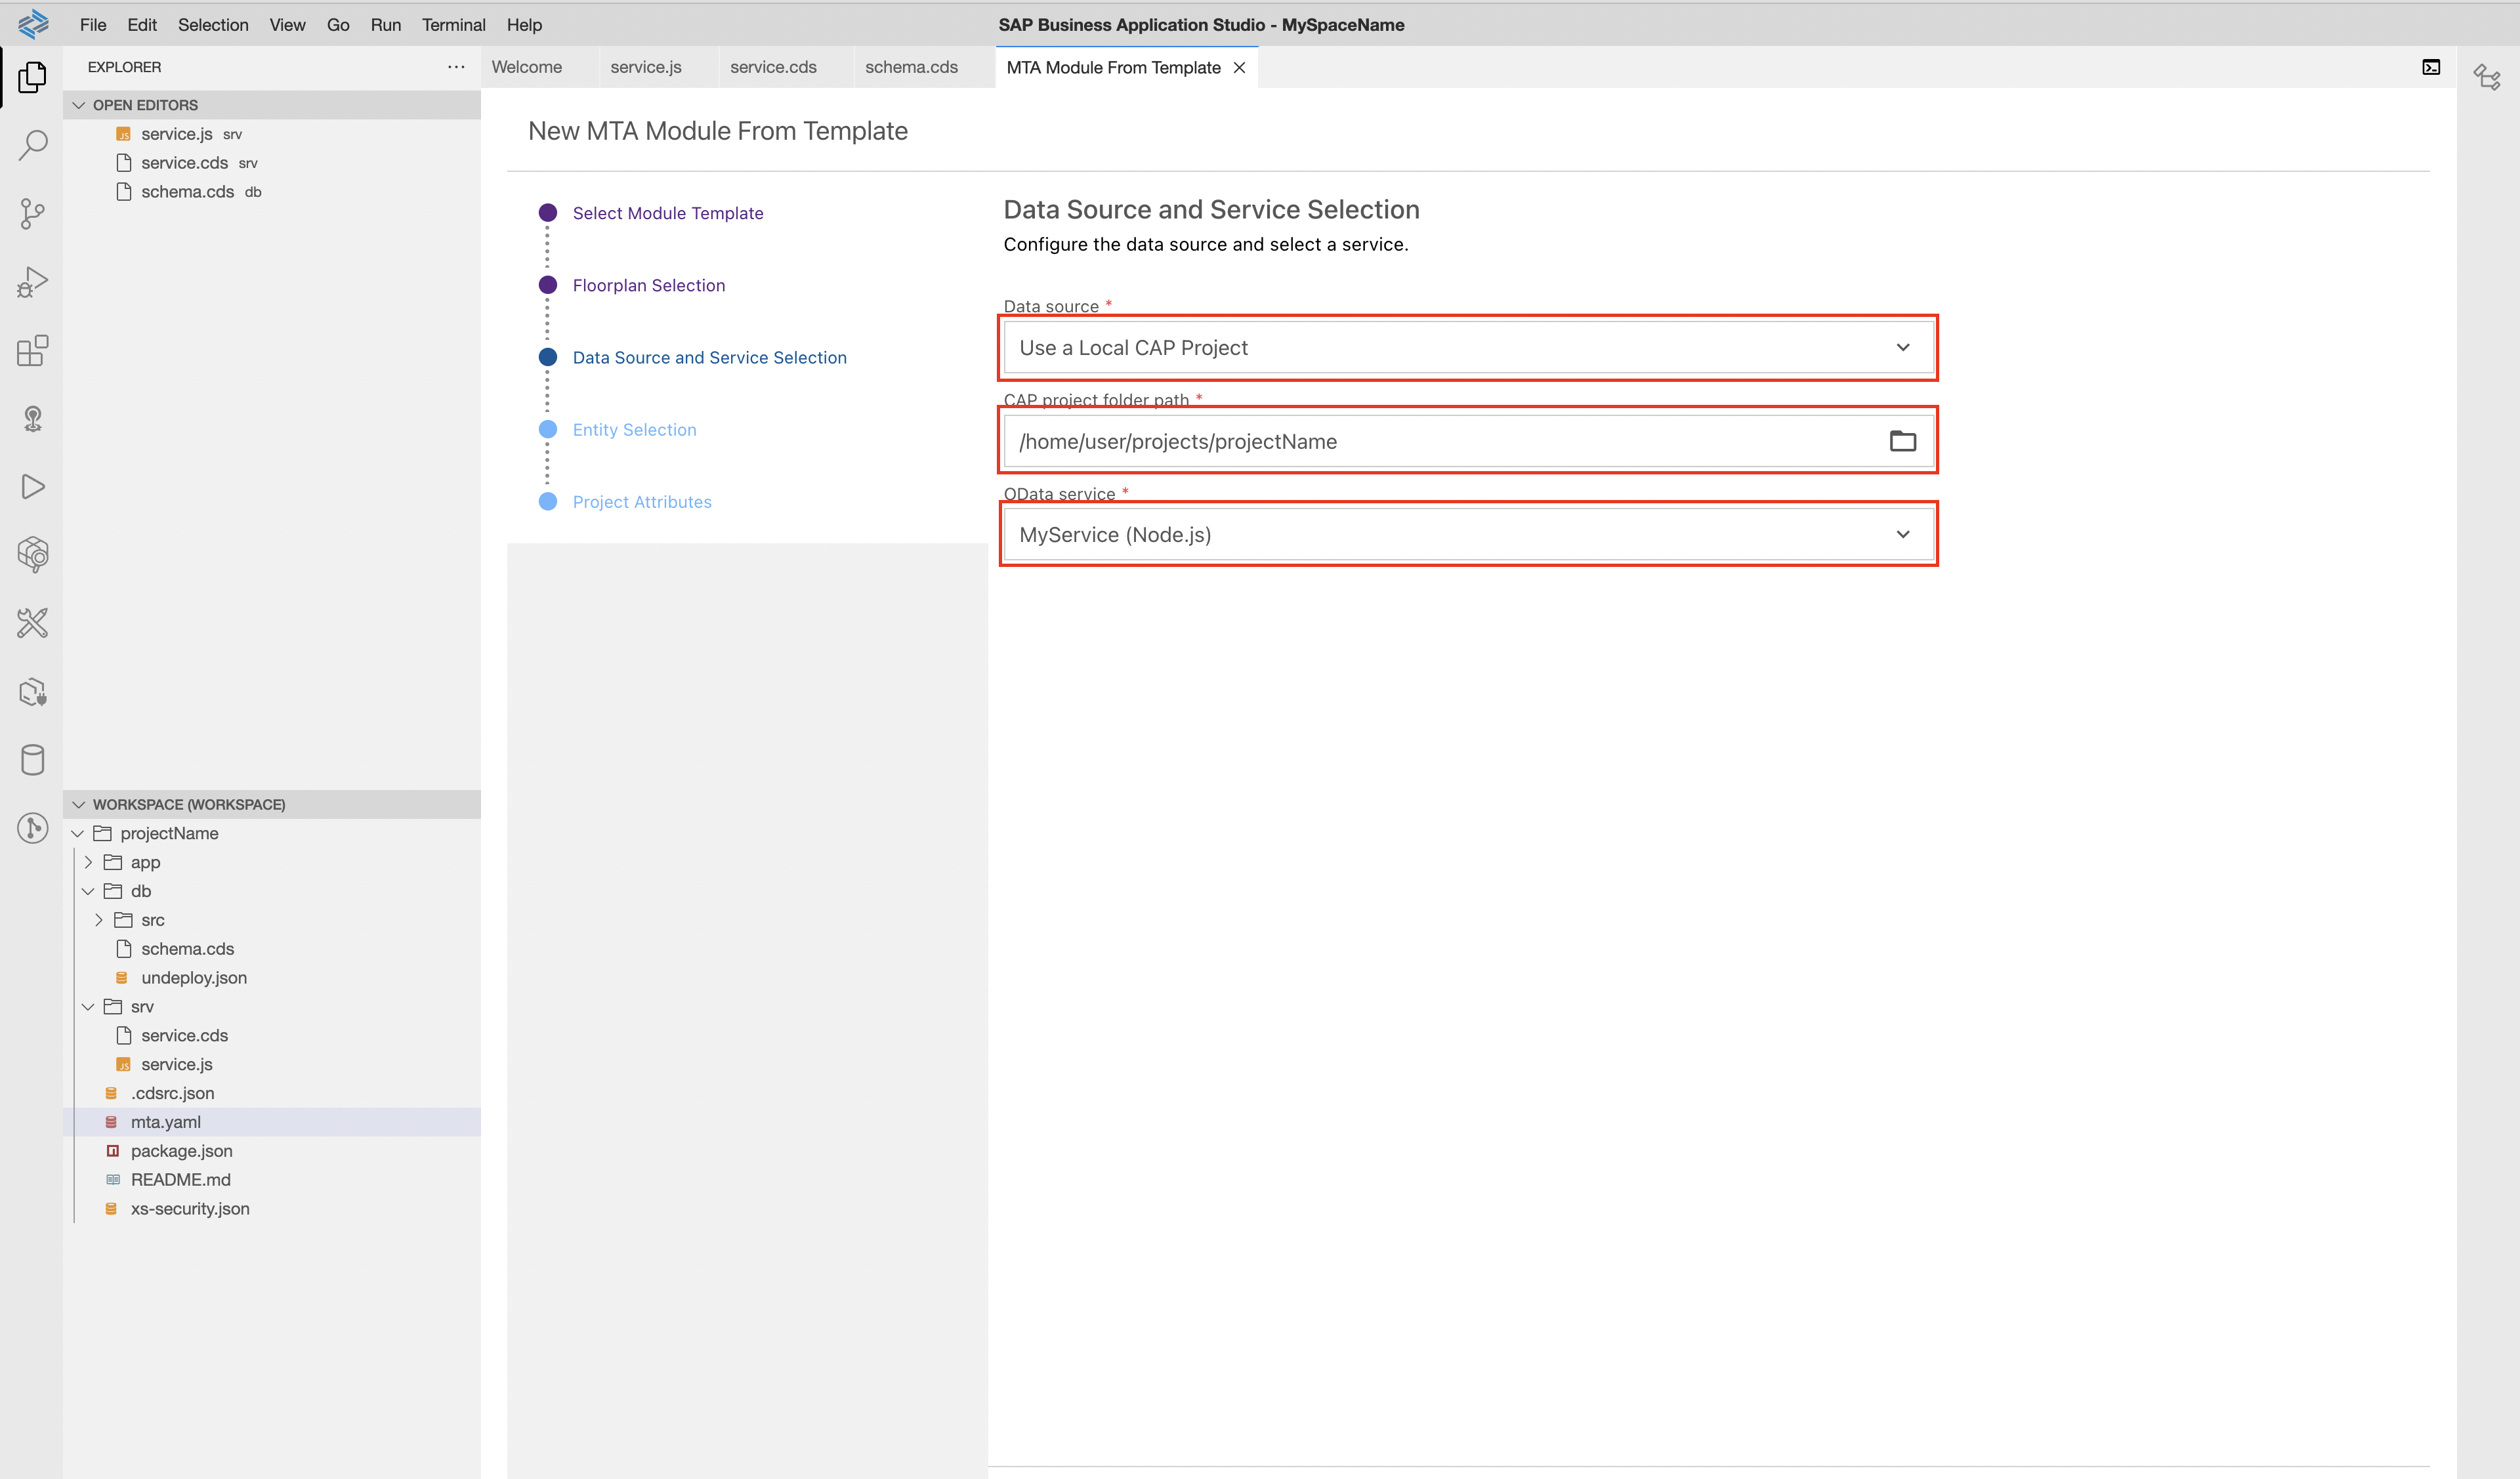 File Edit Selection View Go Run Terminal Help
SAP Business Application Studio - MySpaceName
EXPLORER
OPEN EDITORS
service.js srv
service.cds srv
schema.cds db
WORKSPACE (WORKSPACE)
projectName
app
db
src
schema.cds
undeploy.json
srv
service.cds
service.js
.cdsrc.json
mta.yaml
package.json
README.md
xs-security.json
Welcome service.js service.cds schema.cds MTA Module From Template
New MTA Module From Template
Select Module Template
Floorplan Selection
Data Source and Service Selection
Entity Selection
Project Attributes
Data Source and Service Selection
Configure the data source and select a service.
Data source *
Use a Local CAP Project
CAP project folder path *
/home/user/projects/projectName
OData service *
MyService (Node.js)